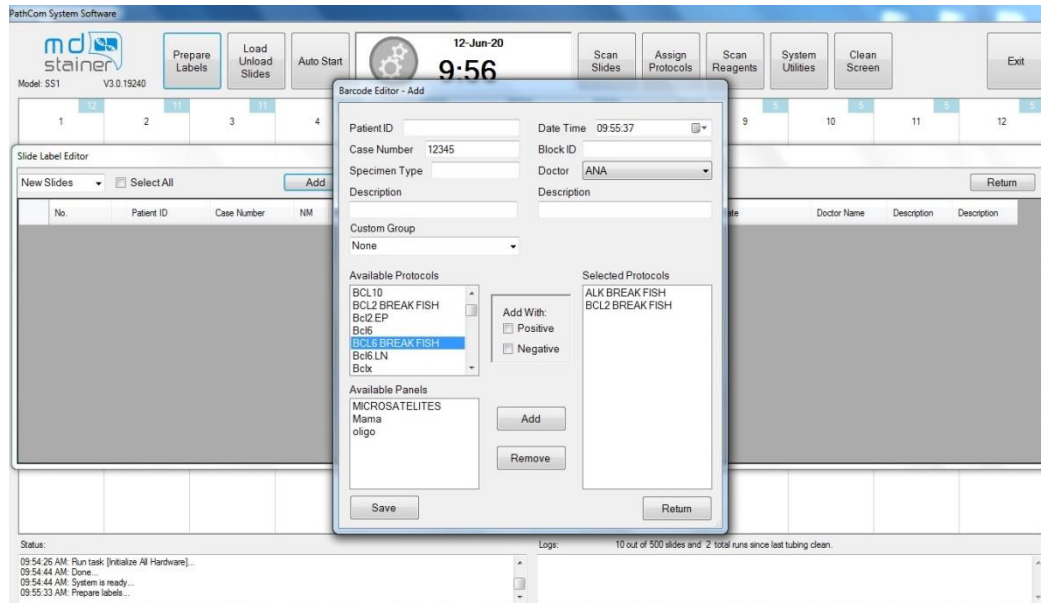 PathCom System Software
md
stainer
Model: SS1 V3.0.19240
Prepare
Labels
Load
Unload
Slides
Auto Start
12-Jun-20
9:56
Scan
Slides
Assign
Protocols
Scan
Reagents
System
Utilities
Clean
Screen
Exit
12 11 11 5 5 5 5
1 2 3 4 9 10 11 12
Slide Label Editor
New Slides Select All Add Return
No. Patient ID Case Number NM Doctor Name Description Description
Barcode Editor - Add
Patient ID Date Time 09:55:37
Case Number 12345 Block ID
Specimen Type Doctor ANA
Description Description
Custom Group
None
Available Protocols
BCL10
BCL2 BREAK FISH
Bcl2.EP
Bcl6
BCL6 BREAK FISH
Bcl6.LN
Bclx
Add With:
Positive
Negative
Selected Protocols
ALK BREAK FISH
BCL2 BREAK FISH
Available Panels
MICROSATELITES
Mama
oligo
Add
Remove
Save Return
Status:
09:54:26 AM: Run task [Initialize All Hardware]...
09:54:44 AM: Done...
09:54:44 AM: System is ready...
09:55:33 AM: Prepare labels...
Logs: 10 out of 500 slides and 2 total runs since last tubing clean.